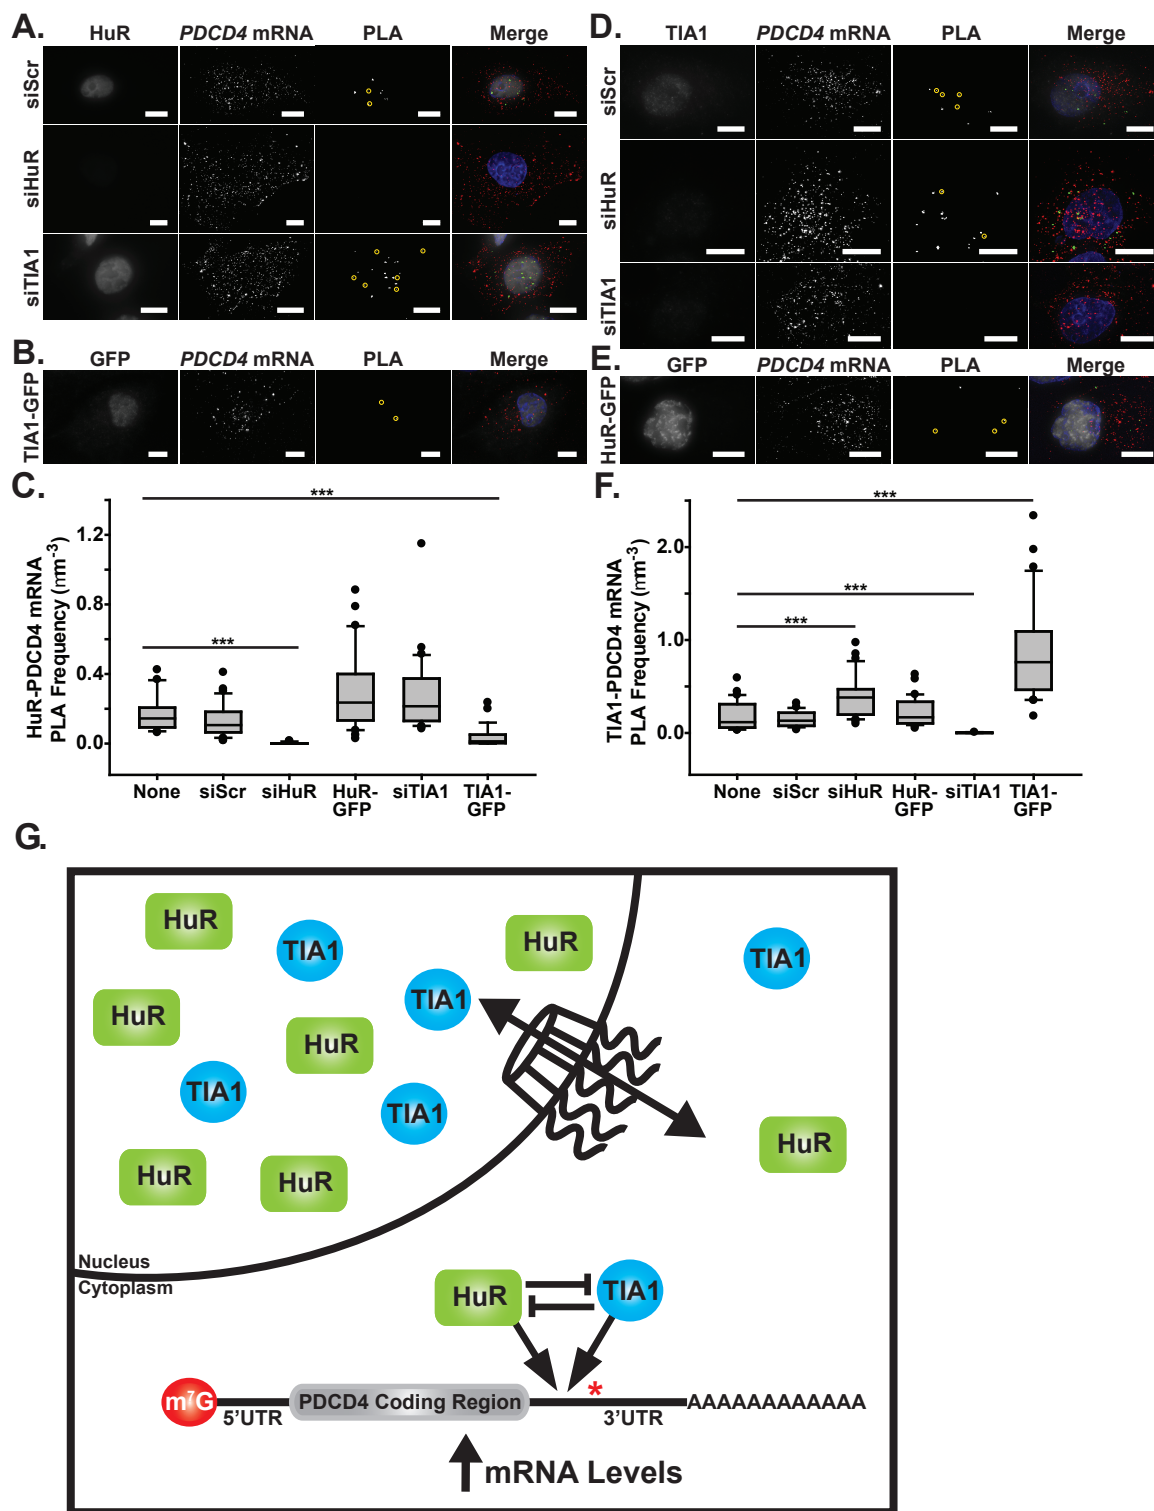 A.
HuR
PDCD4 mRNA
PLA
Merge
siScr
siHuR
siTIA1
B.
GFP
PDCD4 mRNA
PLA
Merge
TIA1-GFP
C.
***
***
HuR-PDCD4 mRNA
PLA Frequency (mm-3)
1.2
0.8
0.4
0.0
None
siScr
siHuR
HuR-
GFP
siTIA1
TIA1-
GFP
D.
TIA1
PDCD4 mRNA
PLA
Merge
siScr
siHuR
siTIA1
E.
GFP
PDCD4 mRNA
PLA
Merge
HuR-GFP
F.
***
***
***
TIA1-PDCD4 mRNA
PLA Frequency (mm-3)
2.0
1.0
0.0
None
siScr
siHuR
HuR-
GFP
siTIA1
TIA1-
GFP
G.
HuR
TIA1
HuR
TIA1
TIA1
HuR
HuR
TIA1
TIA1
HuR
HuR
HuR
Nucleus
Cytoplasm
HuR
TIA1
*
m7G
PDCD4 Coding Region
AAAAAAAAAAAA
5'UTR
3'UTR
mRNA Levels